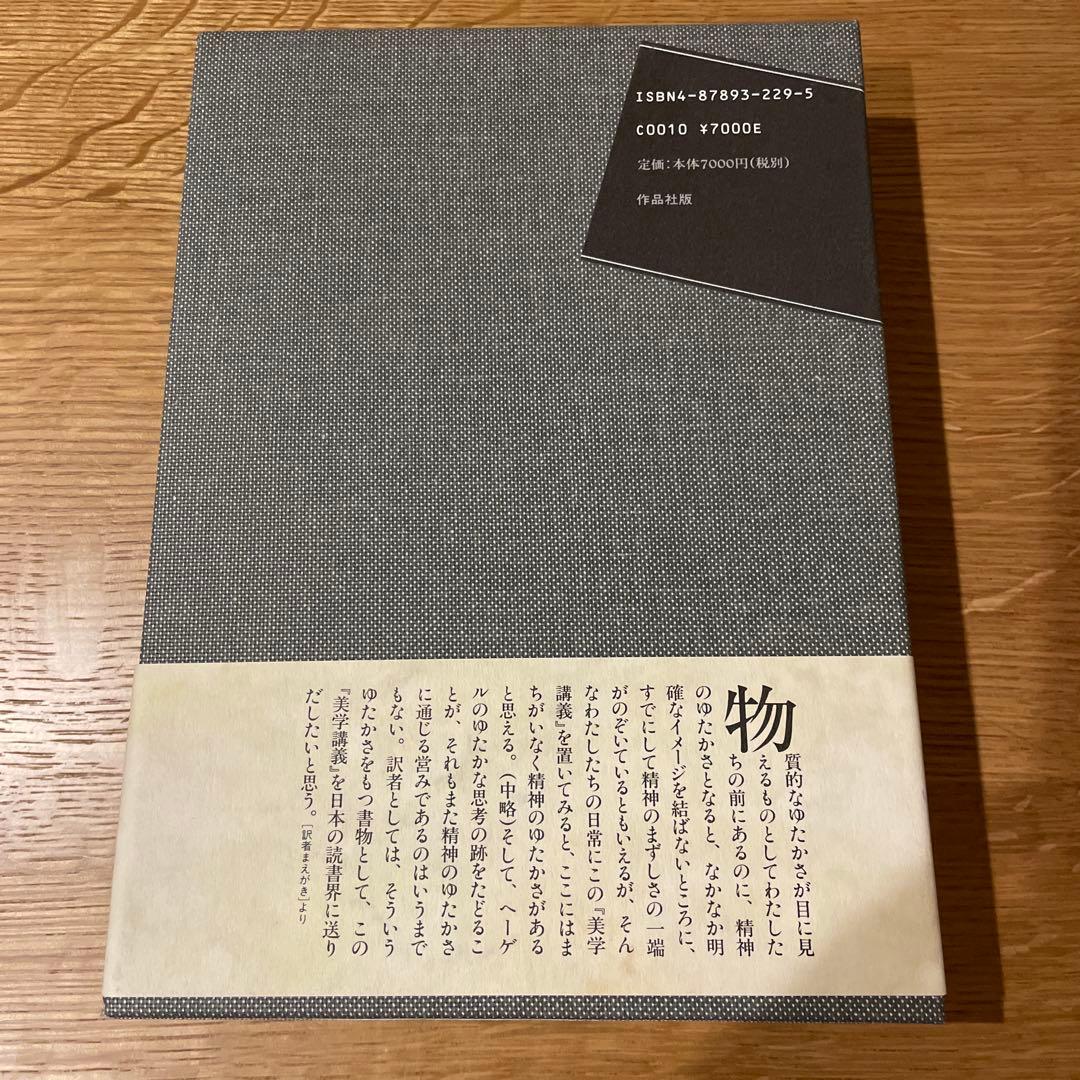 ISBN4-87893-229-5
C0010 ¥7000E
定価:本体7000円(税別)
作品社版
物質的なゆたかさが目に見
えるものとしてわたした
ちの前にあるのに、精神
のゆたかさとなると、なかなか明
確なイメージを結ばないところに、
すでにして精神のまずしさの一端
がのぞいているともいえるが、そん
なわたしたちの日常にこの『美学
講義』を置いてみると、ここにはま
ちがいなく精神のゆたかさがある
と思える。(中略)そして、ヘーゲ
ルのゆたかな思考の跡をたどるこ
とが、それもまた精神のゆたかさ
に通じる営みであるのはいうまで
もない。訳者としては、そういう
ゆたかさをもつ書物として、この
『美学講義』を日本の読書界に送り
だしたいと思う。[訳者まえがき]より